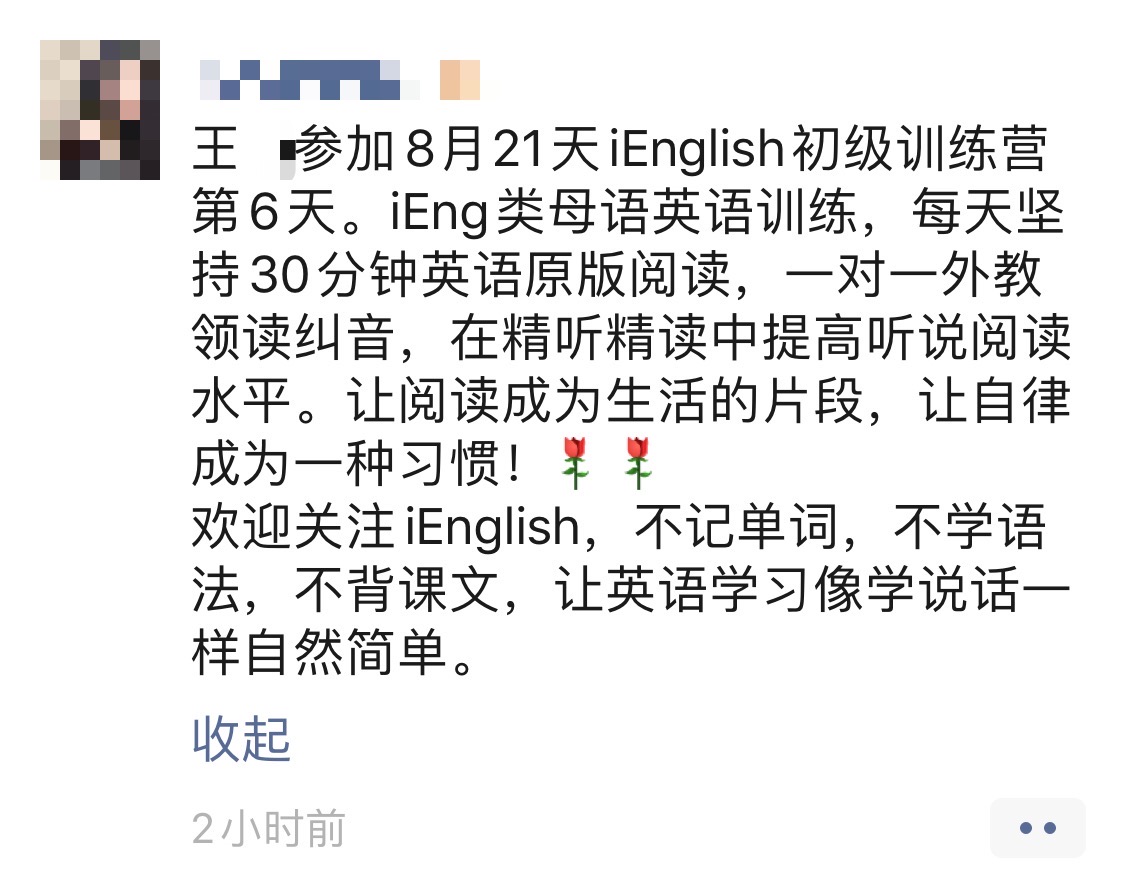 王 参加8月21天iEnglish初级训练营
第6天。iEng类母语英语训练，每天坚
持30分钟英语原版阅读，一对一外教
领读纠音，在精听精读中提高听说阅读
水平。让阅读成为生活的片段，让自律
成为一种习惯！🌹🌹
欢迎关注iEnglish，不记单词，不学语
法，不背课文，让英语学习像学说话一
样自然简单。
收起
2小时前